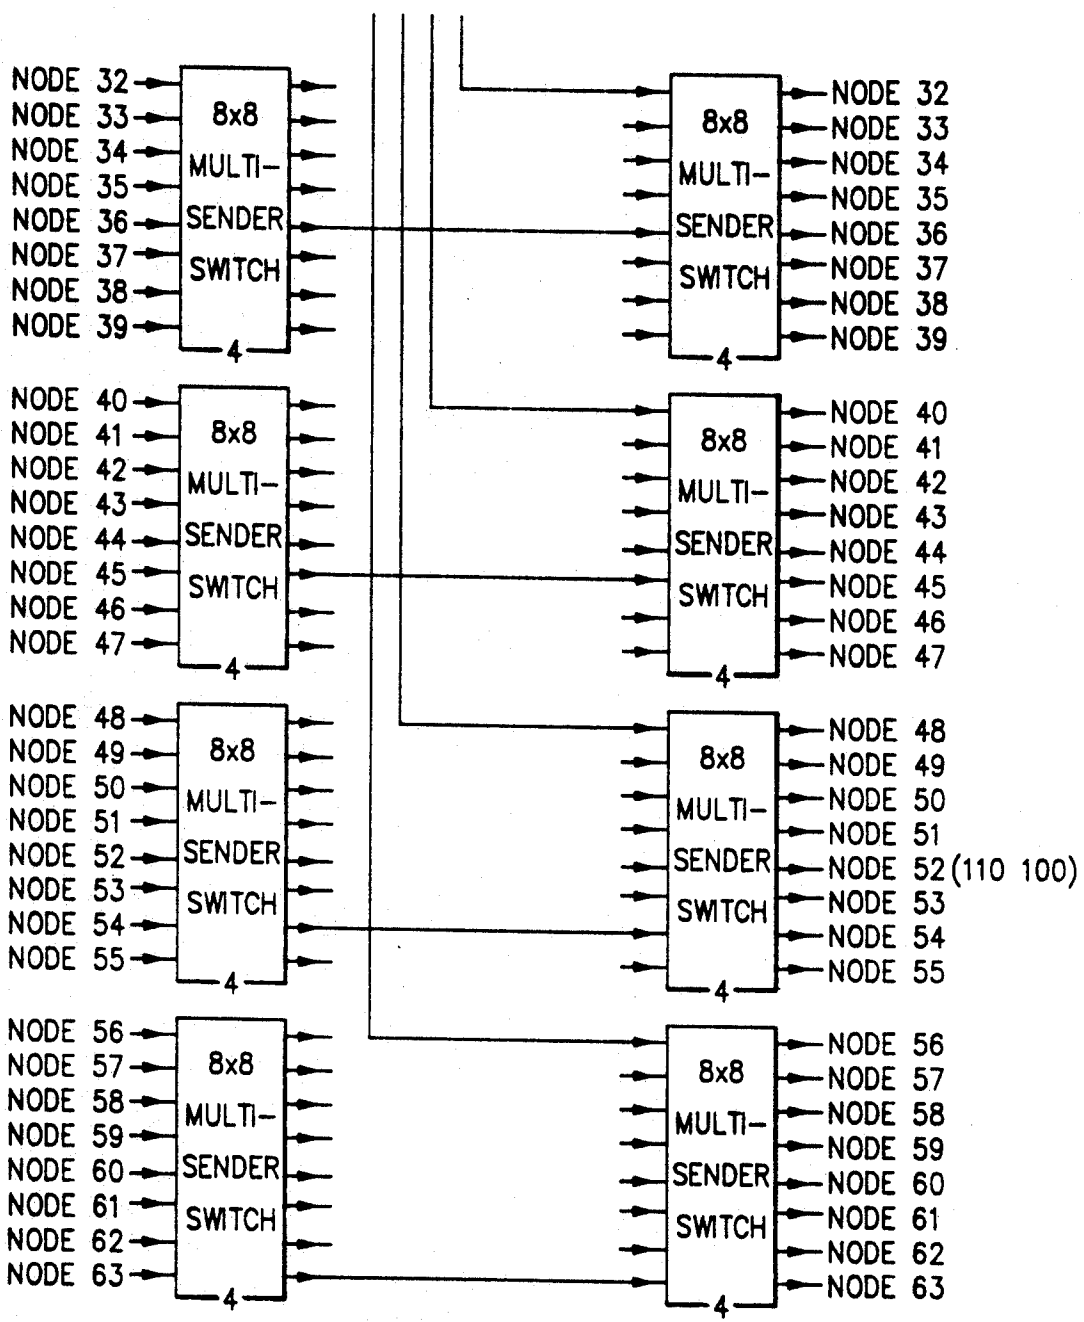 NODE 32
NODE 33
NODE 34
NODE 35
NODE 36
NODE 37
NODE 38
NODE 39
8x8
MULTI-
SENDER
SWITCH
4
8x8
MULTI-
SENDER
SWITCH
4
NODE 32
NODE 33
NODE 34
NODE 35
NODE 36
NODE 37
NODE 38
NODE 39
NODE 40
NODE 41
NODE 42
NODE 43
NODE 44
NODE 45
NODE 46
NODE 47
8x8
MULTI-
SENDER
SWITCH
4
8x8
MULTI-
SENDER
SWITCH
4
NODE 40
NODE 41
NODE 42
NODE 43
NODE 44
NODE 45
NODE 46
NODE 47
NODE 48
NODE 49
NODE 50
NODE 51
NODE 52
NODE 53
NODE 54
NODE 55
8x8
MULTI-
SENDER
SWITCH
4
8x8
MULTI-
SENDER
SWITCH
4
NODE 48
NODE 49
NODE 50
NODE 51
NODE 52 (110 100)
NODE 53
NODE 54
NODE 55
NODE 56
NODE 57
NODE 58
NODE 59
NODE 60
NODE 61
NODE 62
NODE 63
8x8
MULTI-
SENDER
SWITCH
4
8x8
MULTI-
SENDER
SWITCH
4
NODE 56
NODE 57
NODE 58
NODE 59
NODE 60
NODE 61
NODE 62
NODE 63